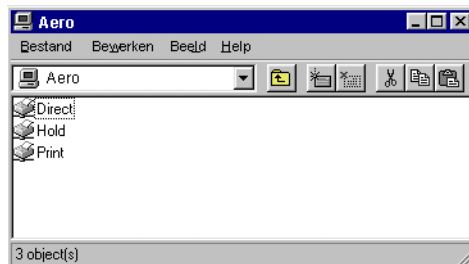 Aero
Bestand Bewerken Beeld Help
Aero
Direct
Hold
Print
3 object(s)